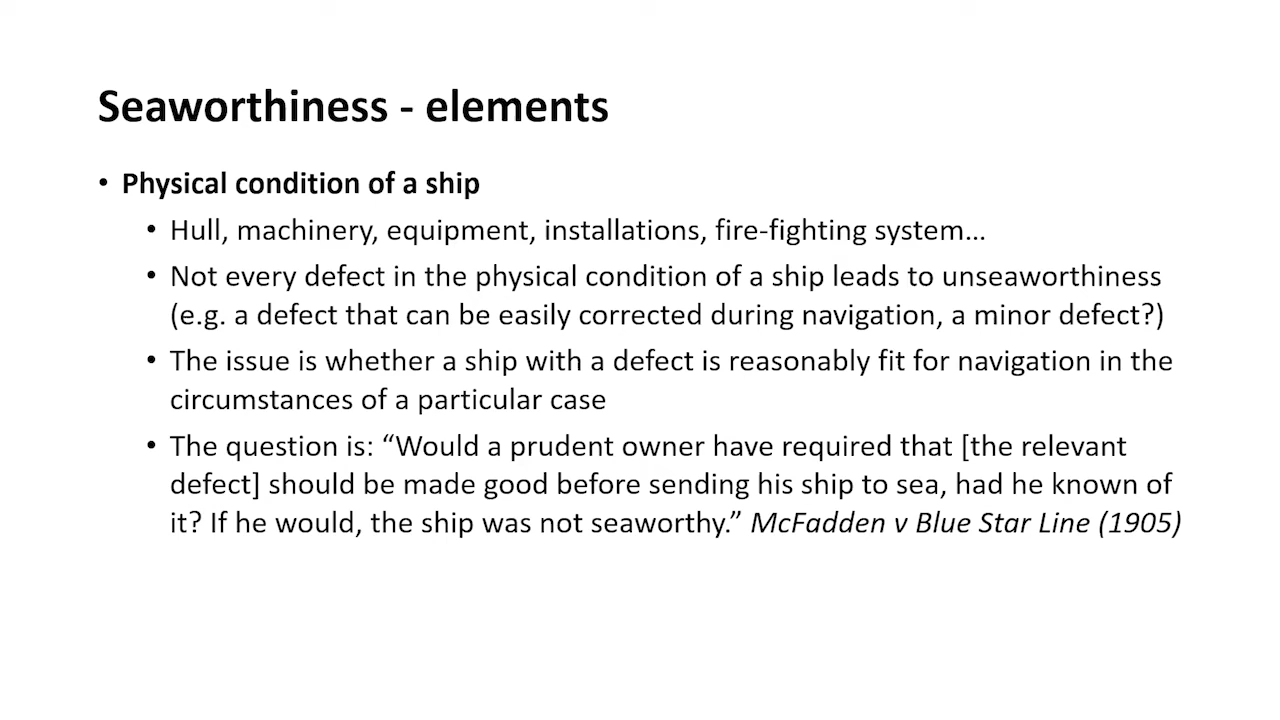 Seaworthiness - elements
• Physical condition of a ship
• Hull, machinery, equipment, installations, fire-fighting system…
• Not every defect in the physical condition of a ship leads to unseaworthiness
(e.g. a defect that can be easily corrected during navigation, a minor defect?)
• The issue is whether a ship with a defect is reasonably fit for navigation in the
circumstances of a particular case
• The question is: “Would a prudent owner have required that [the relevant
defect] should be made good before sending his ship to sea, had he known of
it? If he would, the ship was not seaworthy.” McFadden v Blue Star Line (1905)